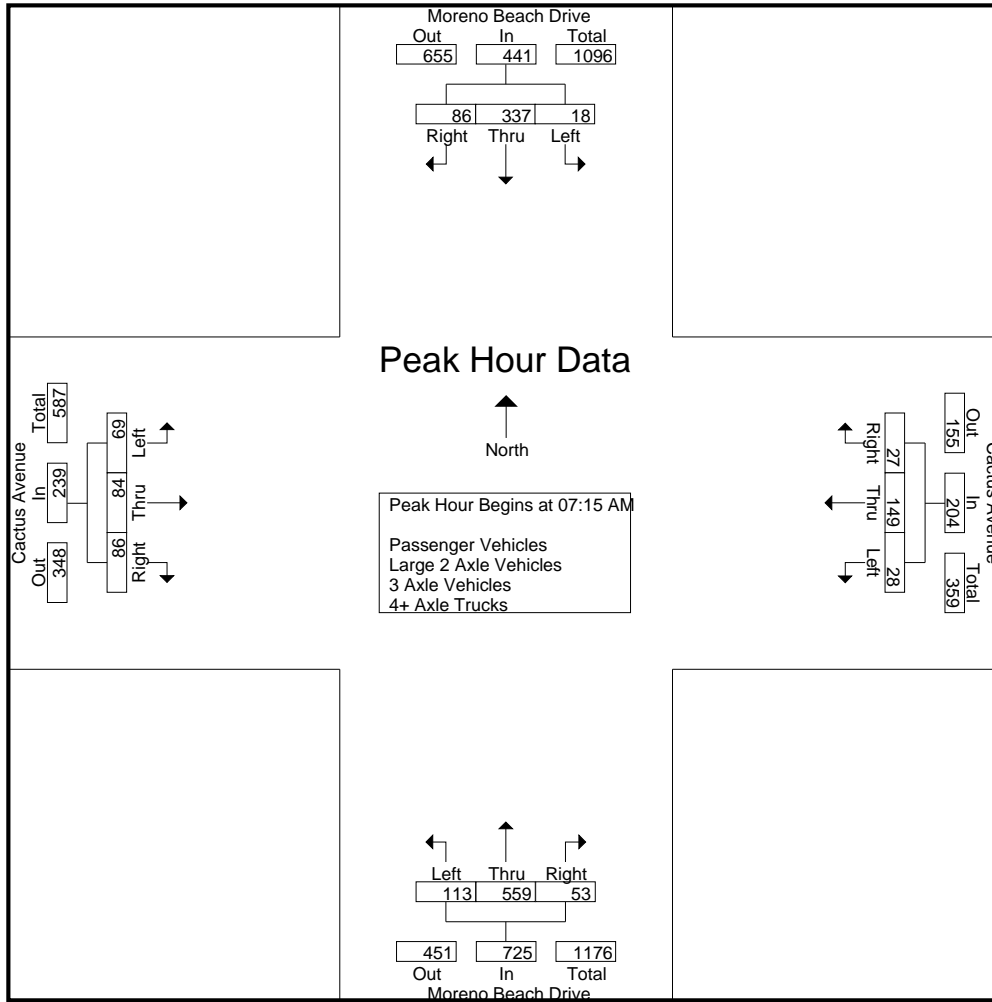 Moreno Beach Drive
Out In Total
655 441 1096
86 337 18
Right Thru Left
Peak Hour Data
North
Peak Hour Begins at 07:15 AM
Passenger Vehicles
Large 2 Axle Vehicles
3 Axle Vehicles
4+ Axle Trucks
Cactus Avenue
Out In Total
348 239 587
69 84 86
Left Thru Right
Cactus Avenue
Out In Total
155 204 359
27 149 28
Right Thru Left
Left Thru Right
113 559 53
451 725 1176
Out In Total
Moreno Beach Drive